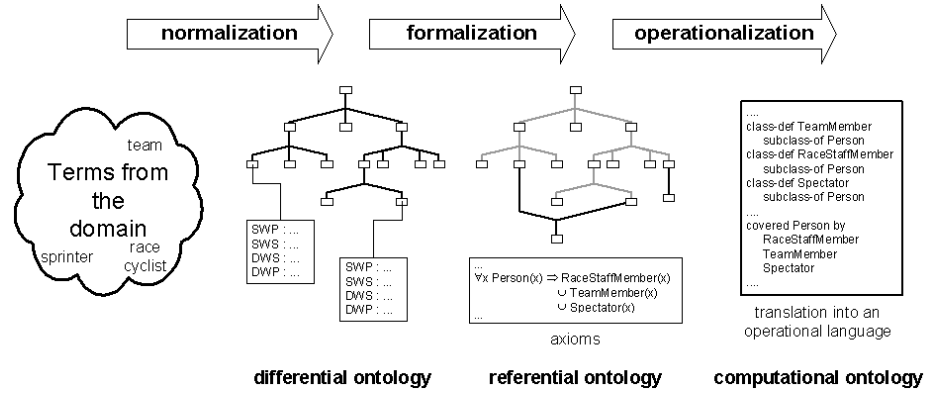 normalization
formalization
operationalization
team
Terms from
the
domain
sprinter
race
cyclist
SWP : ...
SWS : ...
DWS : ...
DWP : ...
SWP : ...
SWS : ...
DWS : ...
DWP : ...
...
∀x Person(x) ⇒ RaceStaffMember(x)
∪ TeamMember(x)
∪ Spectator(x)
...
axioms
....
class-def TeamMember
subclass-of Person
class-def RaceStaffMember
subclass-of Person
class-def Spectator
subclass-of Person
....
covered Person by
RaceStaffMember
TeamMember
Spectator
....
translation into an
operational language
differential ontology
referential ontology
computational ontology